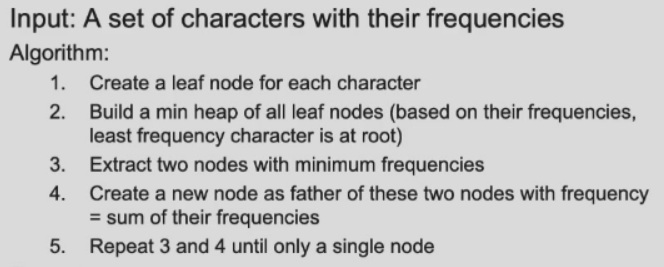 Input: A set of characters with their frequencies
Algorithm:
1. Create a leaf node for each character
2. Build a min heap of all leaf nodes (based on their frequencies,
least frequency character is at root)
3. Extract two nodes with minimum frequencies
4. Create a new node as father of these two nodes with frequency
= sum of their frequencies
5. Repeat 3 and 4 until only a single node